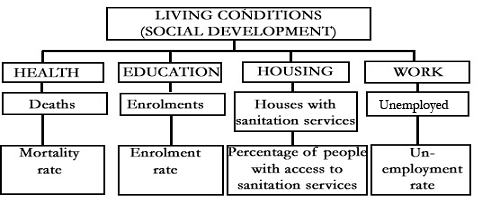 LIVING CONDITIONS
(SOCIAL DEVELOPMENT)
HEALTH
EDUCATION
HOUSING
WORK
Deaths
Enrolments
Houses with
sanitation services
Unemployed
Mortality
rate
Enrolment
rate
Percentage of people
with access to
sanitation services
Un-
employment
rate